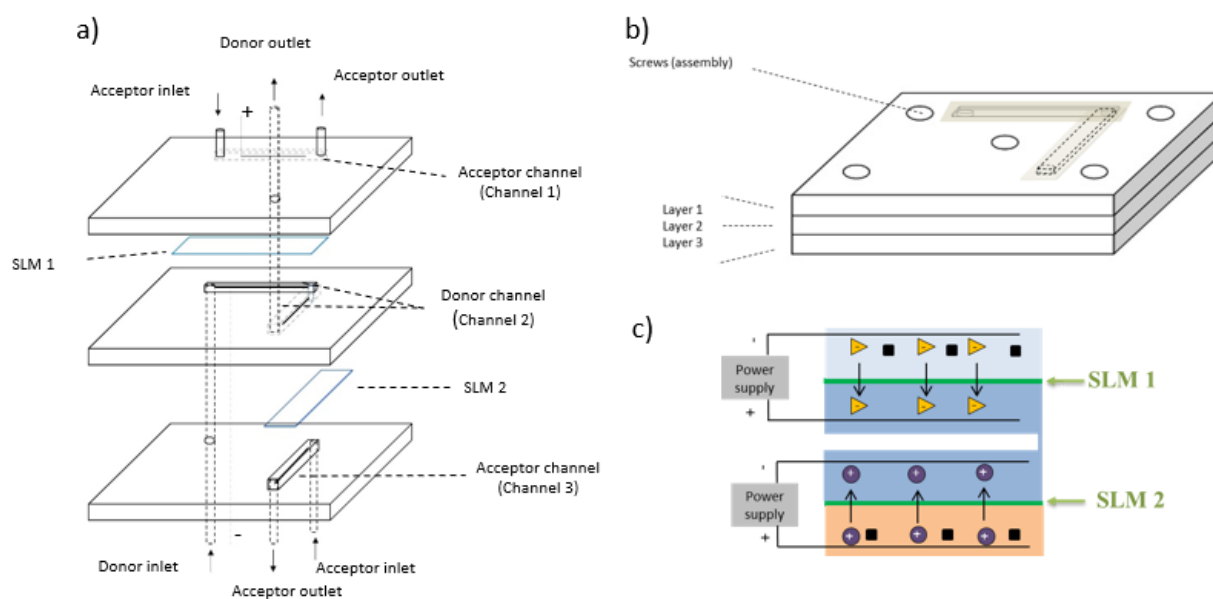 a)
Donor outlet
Acceptor outlet
Acceptor inlet
+
Acceptor channel
(Channel 1)
SLM 1
Donor channel
(Channel 2)
SLM 2
Acceptor channel
(Channel 3)
-
Donor inlet
Acceptor inlet
Acceptor outlet
b)
Screws (assembly)
Layer 1
Layer 2
Layer 3
c)
-
Power
supply
+
- - -
- - -
SLM 1
-
Power
supply
+
+ + +
+ + +
SLM 2